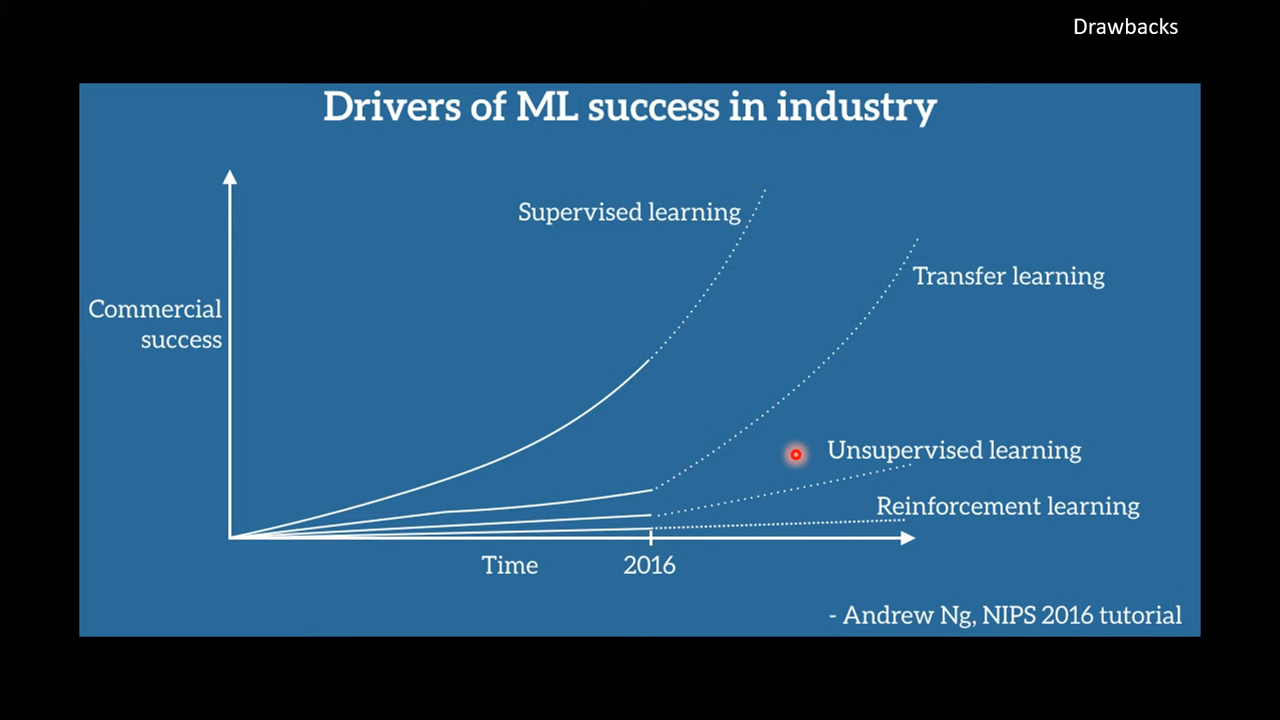 Drawbacks
Drivers of ML success in industry
Supervised learning
Transfer learning
Commercial
success
Unsupervised learning
Reinforcement learning
Time
2016
- Andrew Ng, NIPS 2016 tutorial